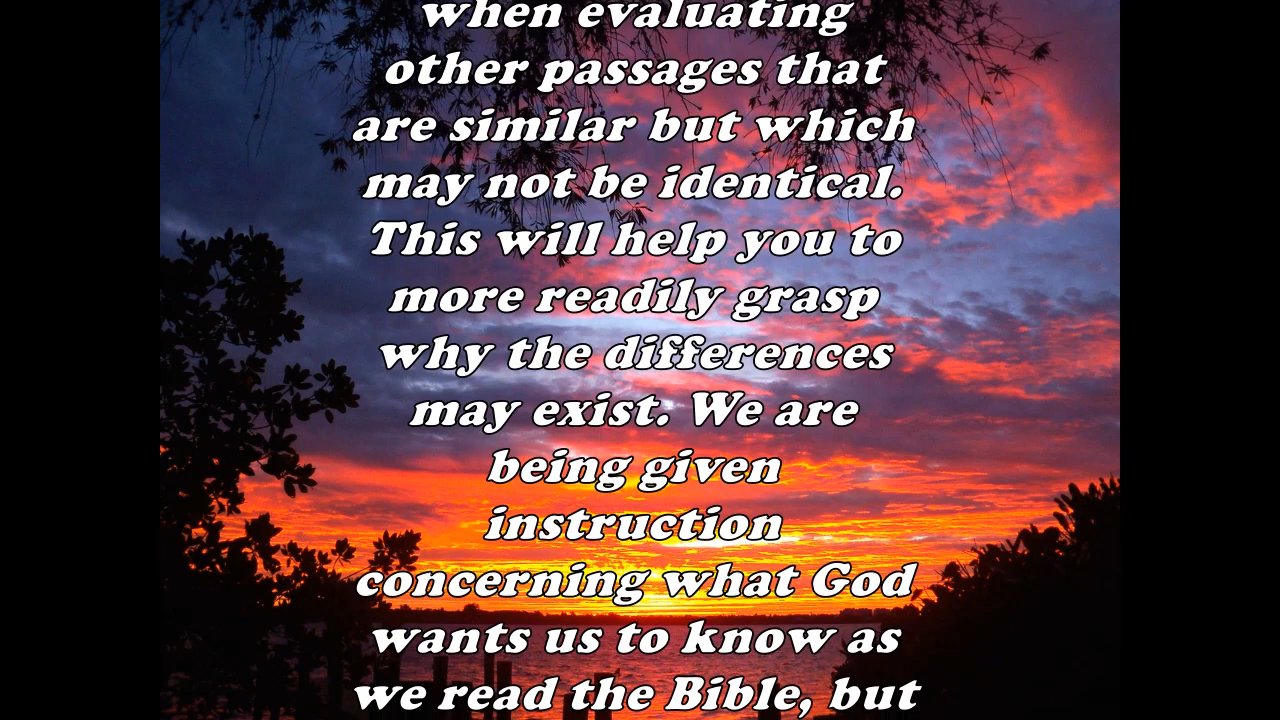 when evaluating
other passages that
are similar but which
may not be identical.
This will help you to
more readily grasp
why the differences
may exist. We are
being given
instruction
concerning what God
wants us to know as
we read the Bible, but